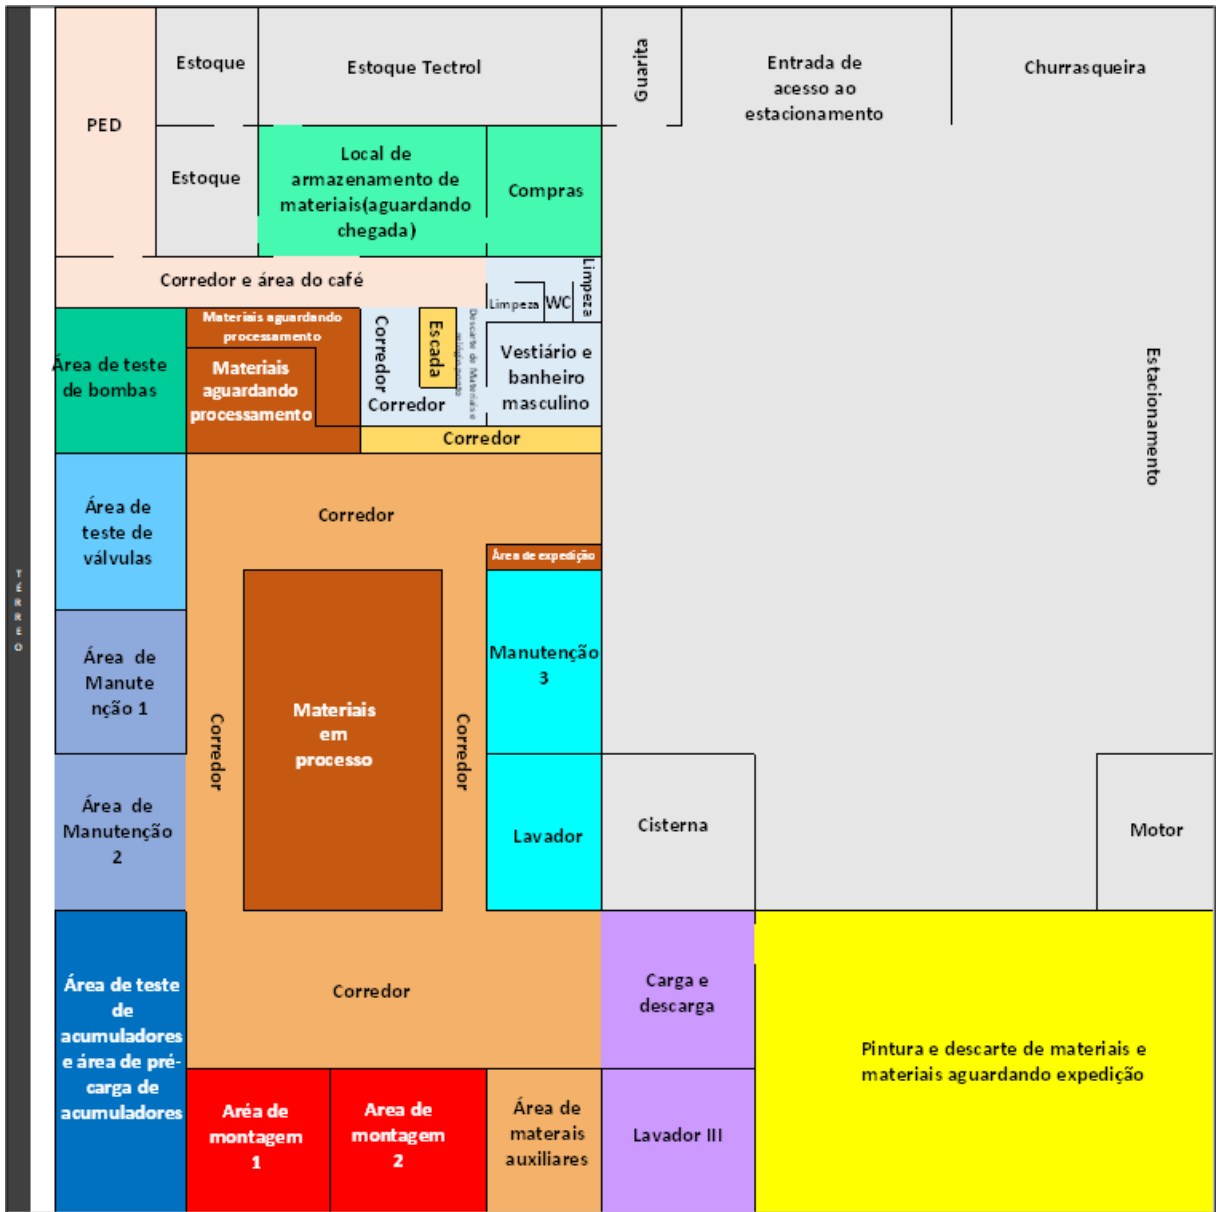 TÉRREO
PED
Estoque
Estoque Tectrol
Guarita
Entrada de
acesso ao
estacionamento
Churrasqueira
Estoque
Local de
armazenamento de
materiais(aguardando
chegada)
Compras
Corredor e área do café
Limpeza
WC
Limpeza
Área de teste
de bombas
Materiais aguardando
processamento
Materiais
aguardando
processamento
Corredor
Escada
Corredor
Descarte de Materiais e
Vestiário e
banheiro
masculino
Corredor
Estacionamento
Área de
teste de
válvulas
Corredor
Área de expedição
Área de
Manute
nção 1
Corredor
Materiais
em
processo
Corredor
Manutenção
3
Área de
Manutenção
2
Lavador
Cisterna
Motor
Área de teste
de
acumuladores
e área de pré-
carga de
acumuladores
Corredor
Carga e
descarga
Pintura e descarte de materiais e
materiais aguardando expedição
Aréa de
montagem
1
Area de
montagem
2
Área de
materais
auxiliares
Lavador III